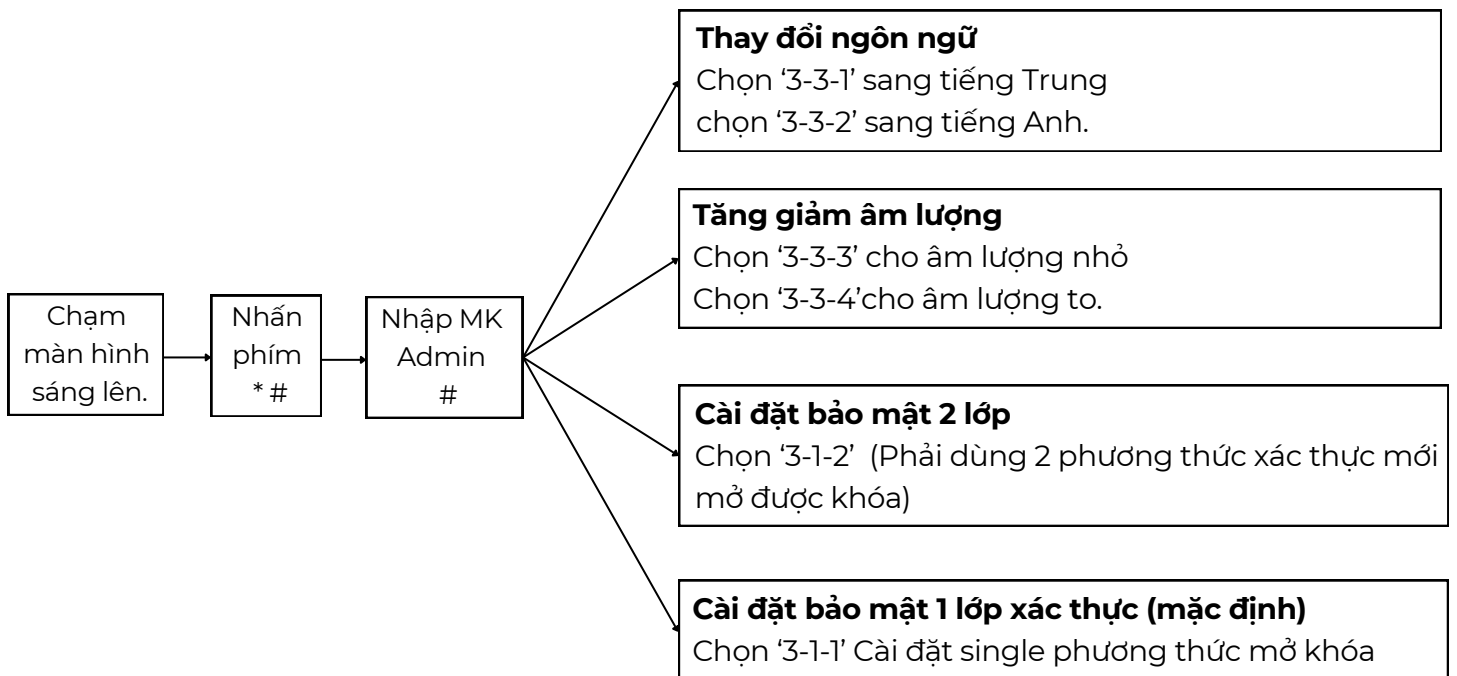 Chạm
màn hình
sáng lên.
Nhấn
phím
* #
Nhập MK
Admin
#
Thay đổi ngôn ngữ
Chọn ‘3-3-1’ sang tiếng Trung
chọn ‘3-3-2’ sang tiếng Anh.
Tăng giảm âm lượng
Chọn ‘3-3-3’ cho âm lượng nhỏ
Chọn ‘3-3-4’cho âm lượng to.
Cài đặt bảo mật 2 lớp
Chọn ‘3-1-2’ (Phải dùng 2 phương thức xác thực mới
mở được khóa)
Cài đặt bảo mật 1 lớp xác thực (mặc định)
Chọn ‘3-1-1’ Cài đặt single phương thức mở khóa